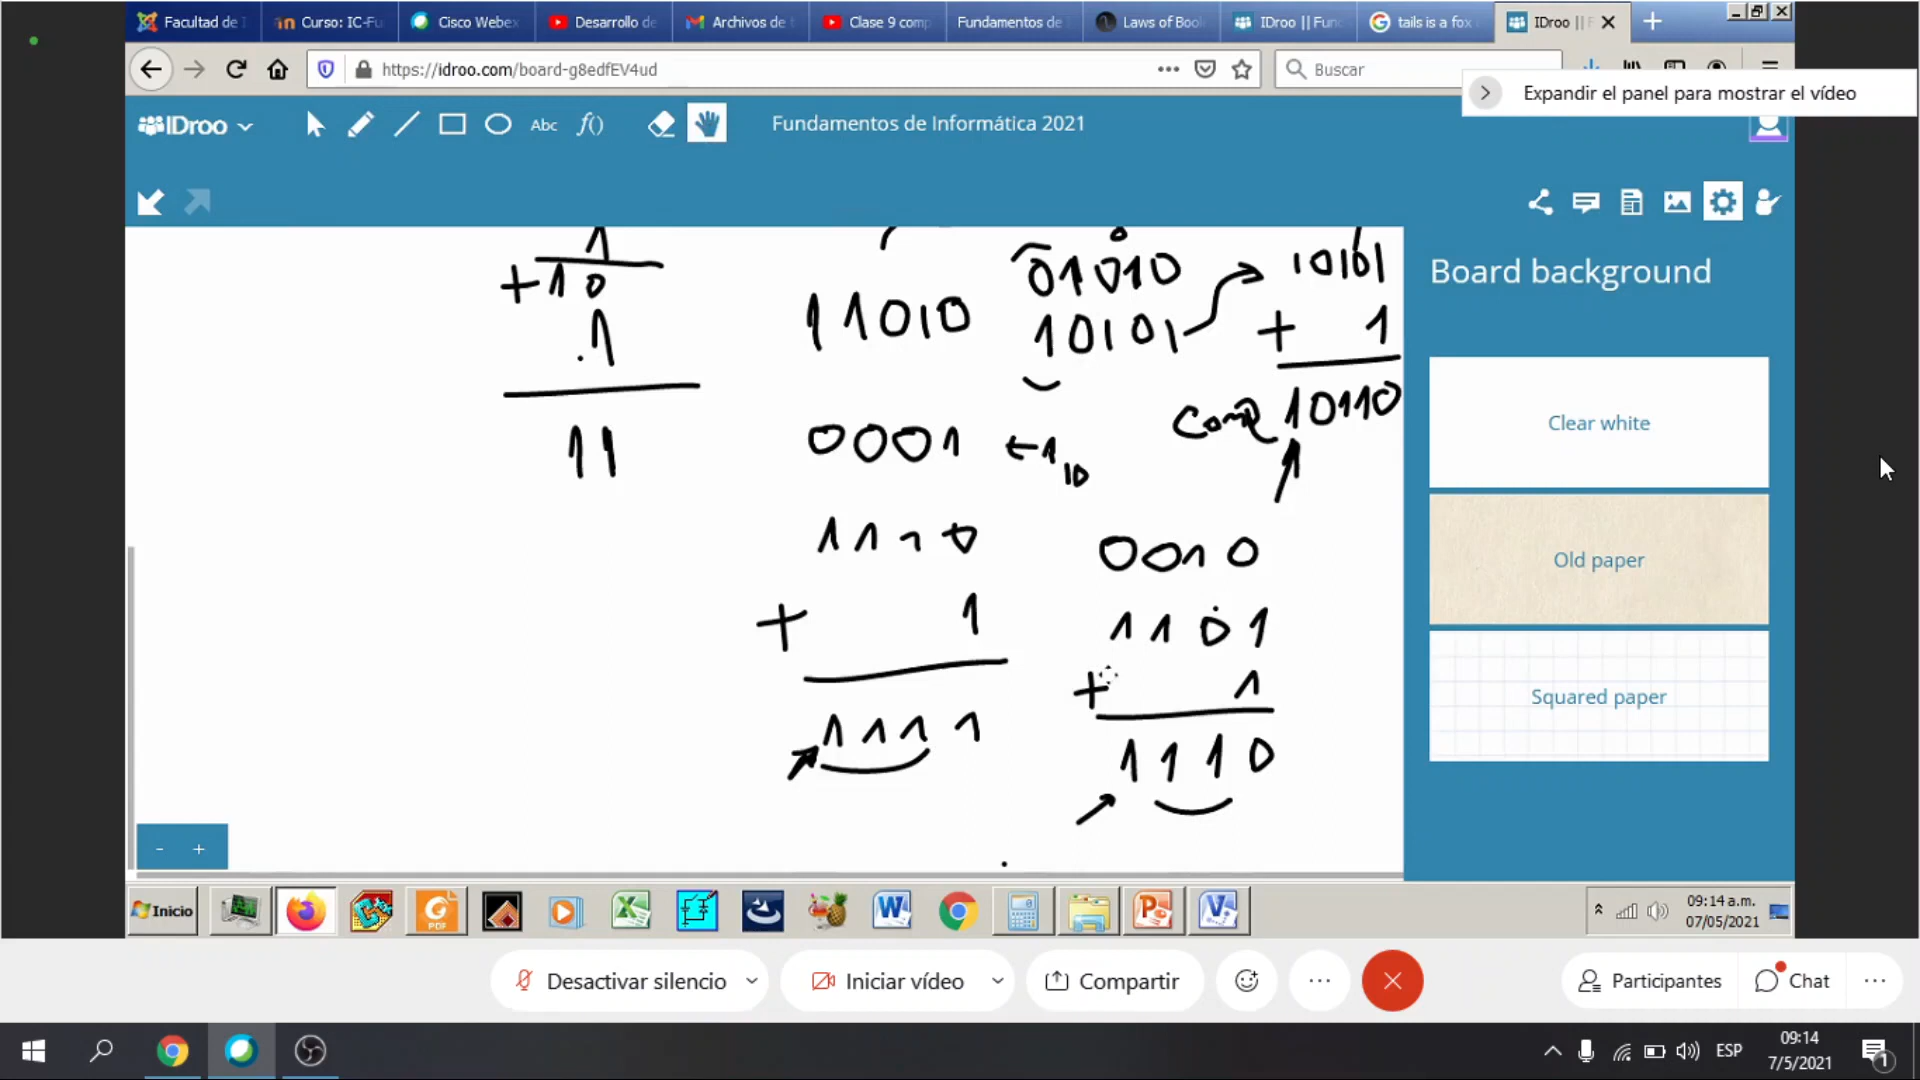 Facultad de I
Curso: IC-Fu
Cisco Webex
Desarrollo de
Archivos de t
Clase 9 comp
Fundamentos de
Laws of Bool
IDroo || Fun
tails is a fox
IDroo || F
https://idroo.com/board-g8edfEV4ud
Buscar
Expandir el panel para mostrar el vídeo
IDroo
Abc
f()
Fundamentos de Informática 2021
1
+10
.1
11
11010
01010
10101
10101
+ 1
Comp 10110
0001 ←1₁₀
1110
+ 1
1111
0010
1101
+ 1
1110
Board background
Clear white
Old paper
Squared paper
- +
Inicio
09:14 a.m.
07/05/2021
Desactivar silencio
Iniciar vídeo
Compartir
Participantes
Chat
ESP
09:14
7/5/2021
1